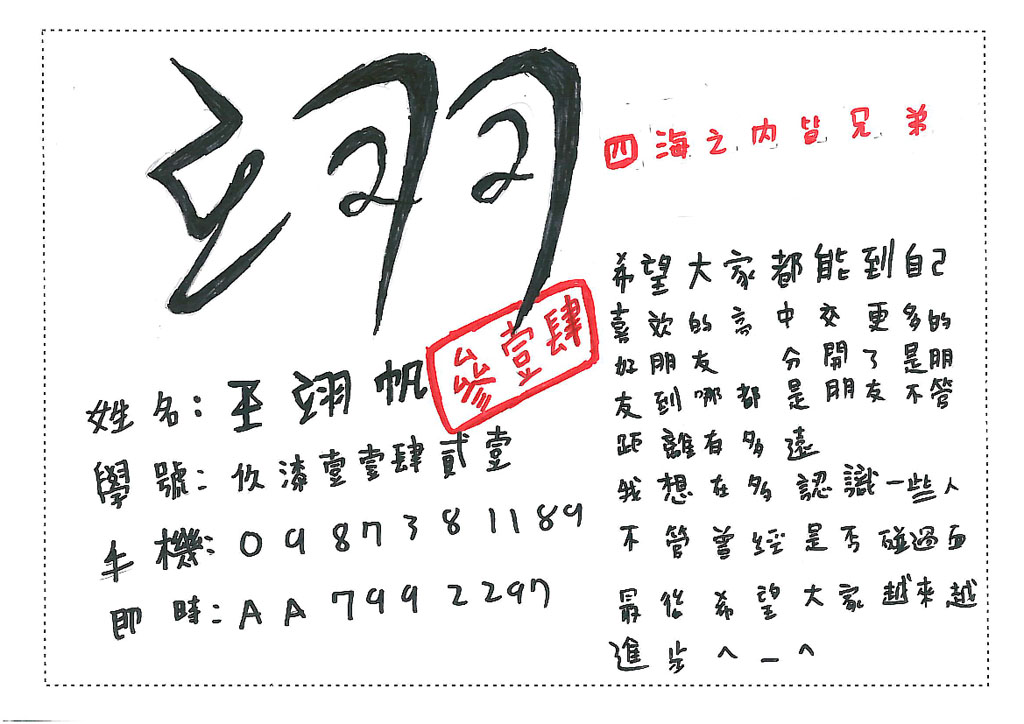 翊
四海之内皆兄弟
參壹肆
姓名:王翊帆
學號:伙漆壹壹肆貳壹
手機:0987381189
即時:AA7992297
希望大家都能到自己
喜欢的高中交更多的
好朋友 分開了是朋
友到哪都是朋友不管
距離有多遠
我想在多認識一些人
不管曾經是否碰過面
最後希望大家越來越
進步^_^